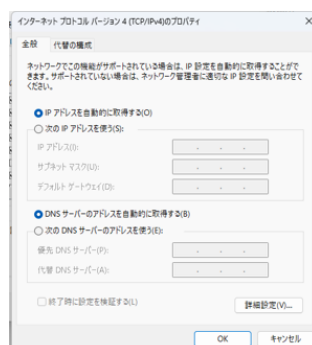 インターネット プロトコル バージョン 4 (TCP/IPv4)のプロパティ
全般
代替の構成
ネットワークでこの機能がサポートされている場合は、IP 設定を自動的に取得することがで
きます。サポートされていない場合は、ネットワーク管理者に適切な IP 設定を問い合わせて
ください。
IP アドレスを自動的に取得する(O)
次の IP アドレスを使う(S):
IP アドレス(I):
サブネット マスク(U):
デフォルト ゲートウェイ(D):
DNS サーバーのアドレスを自動的に取得する(B)
次の DNS サーバーのアドレスを使う(E):
優先 DNS サーバー(P):
代替 DNS サーバー(A):
終了時に設定を検証する(L)
詳細設定(V)...
OK
キャンセル